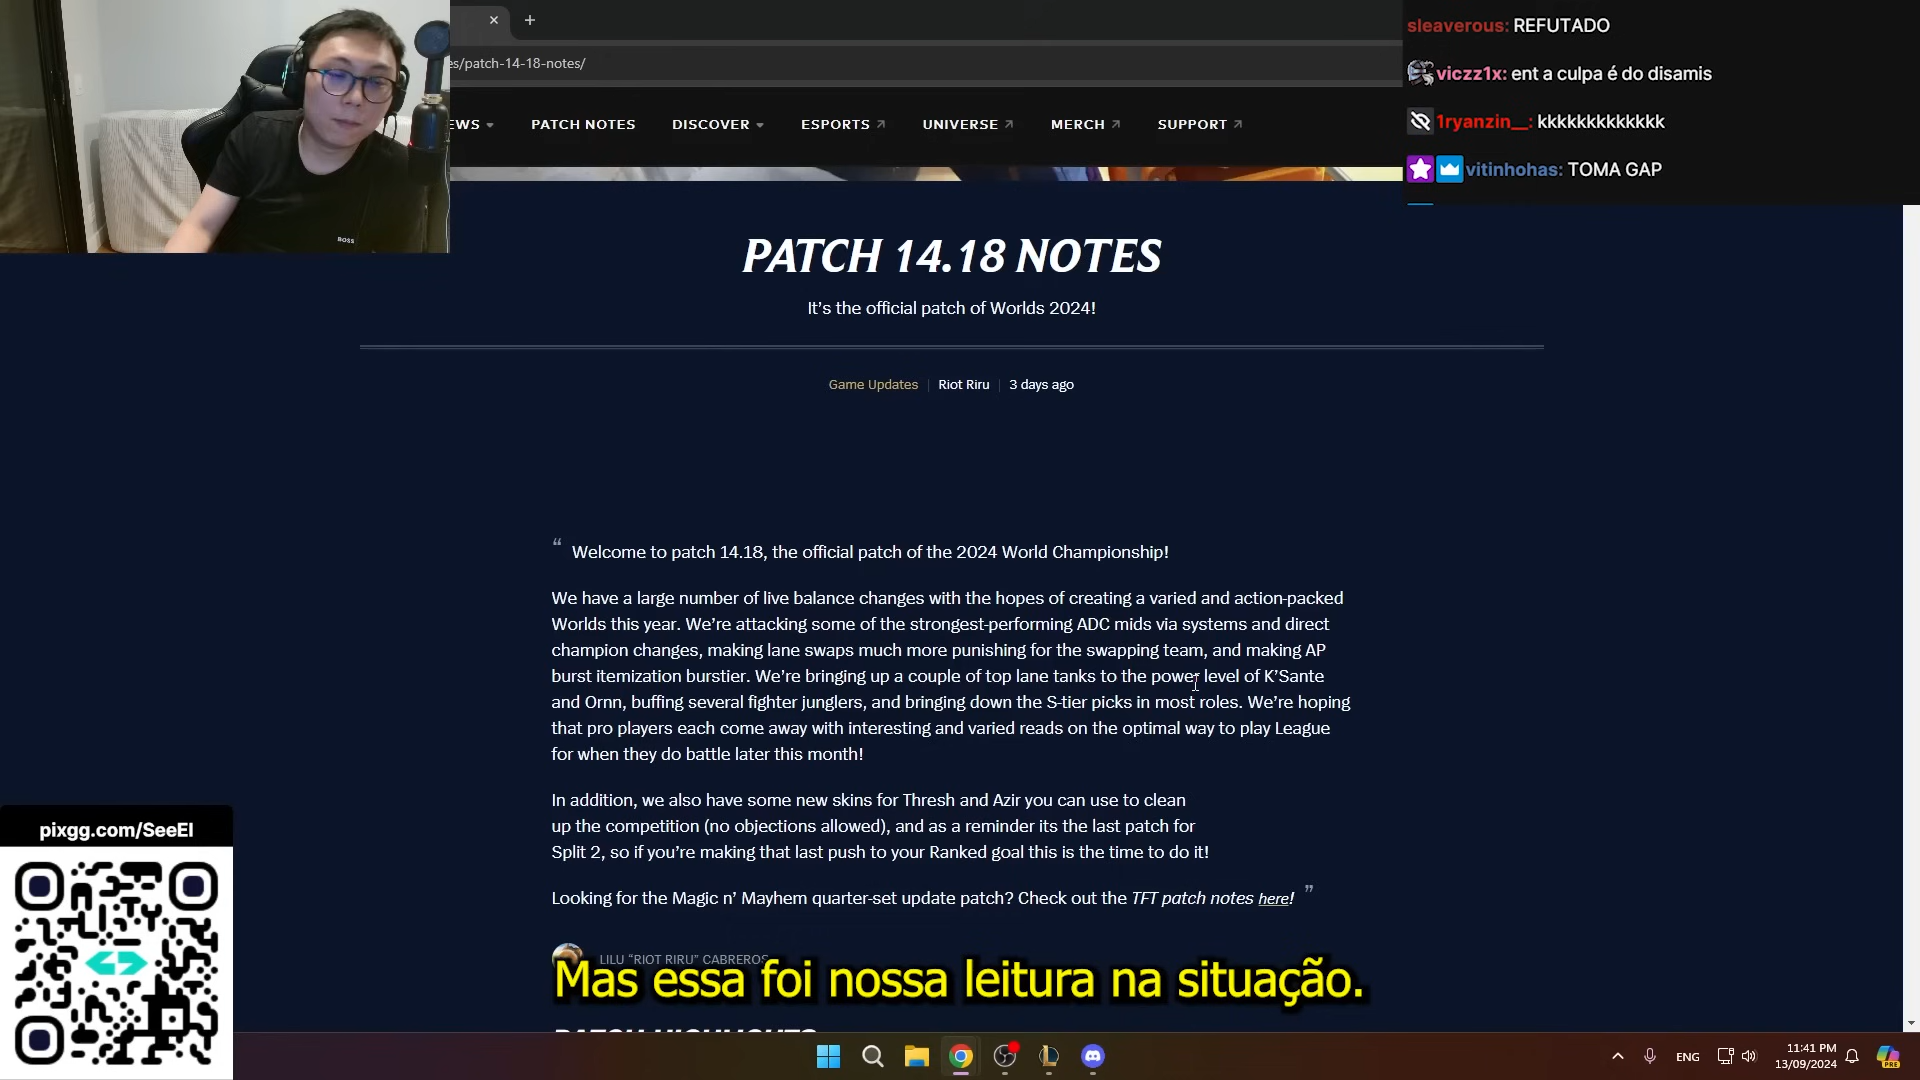 sleaverous: REFUTADO
viczz1x: ent a culpa é do disamis
1ryanzin__: kkkkkkkkkkkkk
vitinhohas: TOMA GAP
es/patch-14-18-notes/
EWS PATCH NOTES DISCOVER ESPORTS UNIVERSE MERCH SUPPORT
BOSS
PATCH 14.18 NOTES
It's the official patch of Worlds 2024!
Game Updates | Riot Riru | 3 days ago
“ Welcome to patch 14.18, the official patch of the 2024 World Championship!
We have a large number of live balance changes with the hopes of creating a varied and action-packed
Worlds this year. We’re attacking some of the strongest-performing ADC mids via systems and direct
champion changes, making lane swaps much more punishing for the swapping team, and making AP
burst itemization burstier. We’re bringing up a couple of top lane tanks to the power level of K’Sante
and Ornn, buffing several fighter junglers, and bringing down the S-tier picks in most roles. We’re hoping
that pro players each come away with interesting and varied reads on the optimal way to play League
for when they do battle later this month!
In addition, we also have some new skins for Thresh and Azir you can use to clean
up the competition (no objections allowed), and as a reminder its the last patch for
Split 2, so if you’re making that last push to your Ranked goal this is the time to do it!
Looking for the Magic n’ Mayhem quarter-set update patch? Check out the TFT patch notes here! ”
LILU “RIOT RIRU” CABREROS
Mas essa foi nossa leitura na situação.
PATCH HIGHLIGHTS
pixgg.com/SeeEl
ENG
11:41 PM
13/09/2024
PRE